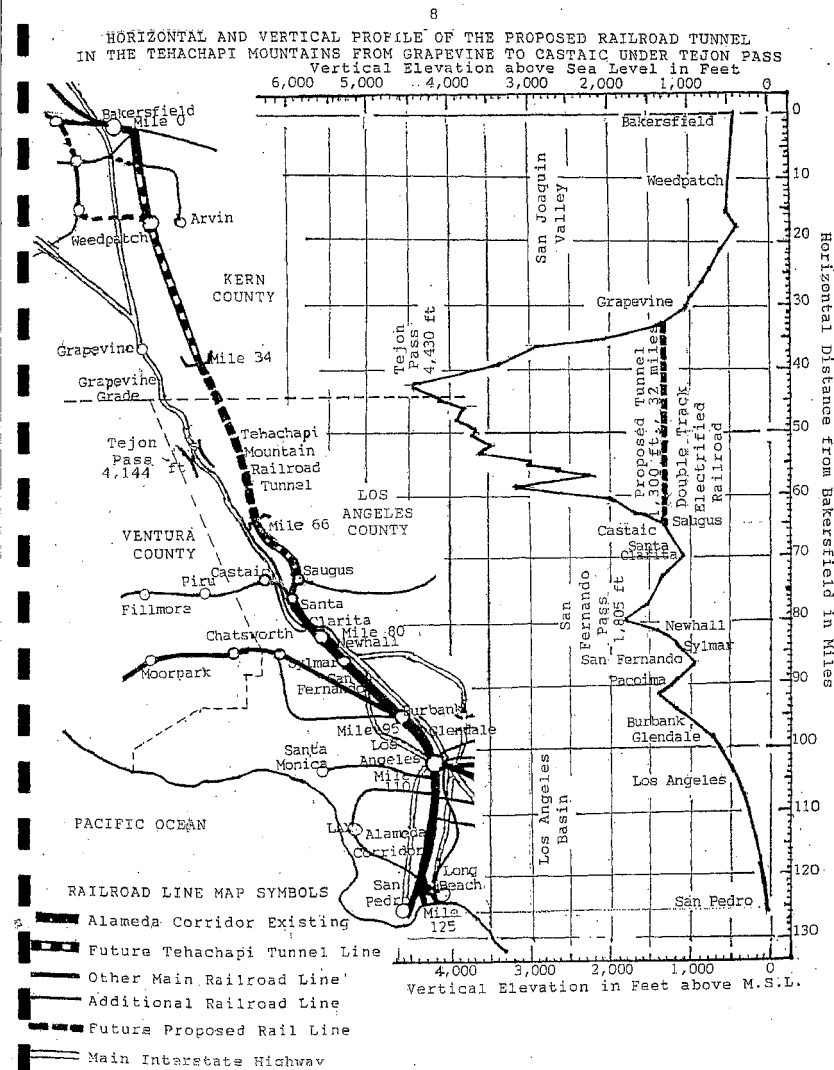 8
HORIZONTAL AND VERTICAL PROFILE OF THE PROPOSED RAILROAD TUNNEL
IN THE TEHACHAPI MOUNTAINS FROM GRAPEVINE TO CASTAIC UNDER TEJON PASS
Vertical Elevation above Sea Level in Feet
6,000 5,000 4,000 3,000 2,000 1,000 0
Bakersfield
Mile 0
Arvin
Weedpatch
KERN
COUNTY
Grapevine
Mile 34
Grapevine
Grade
Tejon
Pass
4,144 ft
Tehachapi
Mountain
Railroad
Tunnel
LOS
ANGELES
COUNTY
Mile 66
VENTURA
COUNTY
Castaic
Saugus
Piru
Fillmore
Santa
Clarita
Mile 80
Newhall
Chatsworth
Sylmar
San
Fernando
Moorpark
Burbank
Glendale
Mile 95
Los
Angeles
Mile
110
Santa
Monica
PACIFIC OCEAN
LAX
Alameda
Corridor
Long
Beach
San
Pedr
Mile
125
RAILROAD LINE MAP SYMBOLS
Alameda Corridor Existing
Future Tehachapi Tunnel Line
Other Main Railroad Line
Additional Railroad Line
Future Proposed Rail Line
Main Interstate Highway
Bakersfield
Weedpatch
San Joaquin
Valley
Grapevine
Tejon
Pass
4,430 ft
Proposed Tunnel
1,300 ft., 32 miles
Double Track
Electrified
Railroad
Saugus
Castaic
Santa
Clarita
San
Fernando
Pass
1,805 ft
Newhall
Sylmar
San Fernando
Pacoima
Burbank
Glendale
Los Angeles
Los Angeles
Basin
San Pedro
0
10
20
30
40
50
60
70
80
90
100
110
120
130
Horizontal Distance from Bakersfield in Miles
4,000 3,000 2,000 1,000 0
Vertical Elevation in Feet above M.S.L.